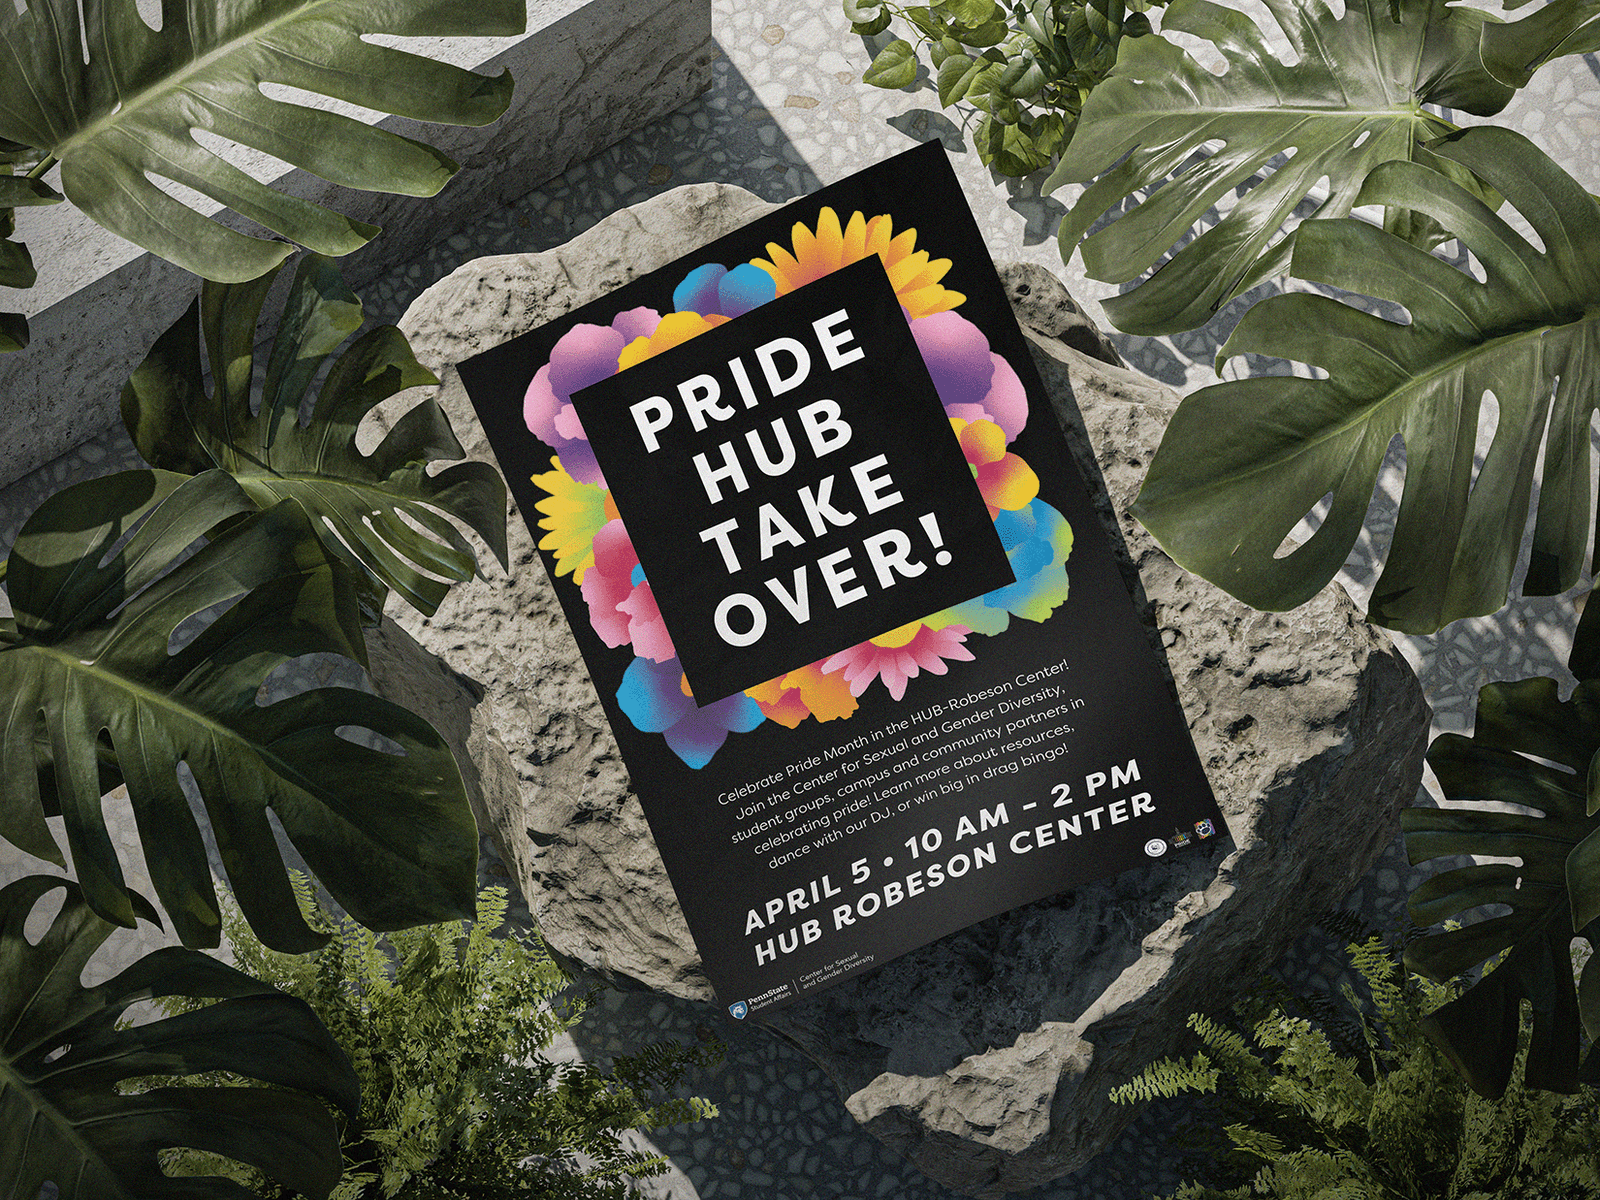 PRIDE
HUB
TAKE
OVER!
Celebrate Pride Month in the HUB-Robeson Center!
Join the Center for Sexual and Gender Diversity,
student groups, campus and community partners in
celebrating pride! Learn more about resources,
dance with our DJ, or win big in drag bingo!
APRIL 5 • 10 AM - 2 PM
HUB ROBESON CENTER
PennState
Student Affairs
Center for Sexual
and Gender Diversity